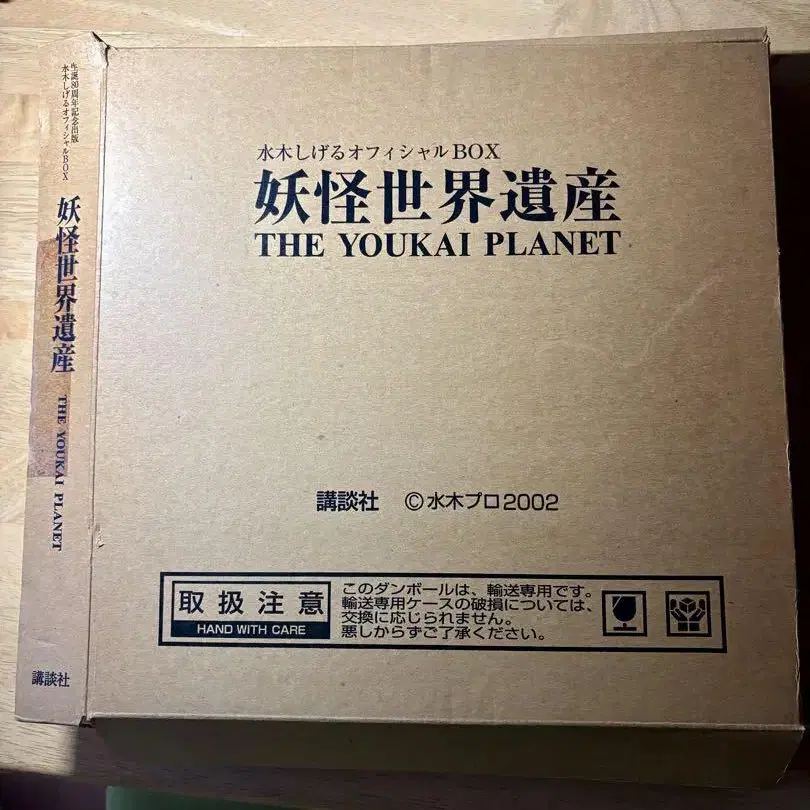 生誕80周年記念出版
水木しげるオフィシャルBOX
妖怪世界遺産
THE YOUKAI PLANET
講談社
水木しげるオフィシャルBOX
妖怪世界遺産
THE YOUKAI PLANET
講談社 ©水木プロ2002
取扱注意
HAND WITH CARE
このダンボールは、輸送専用です。
輸送専用ケースの破損については、
交換に応じられません。
悪しからずご了承ください。